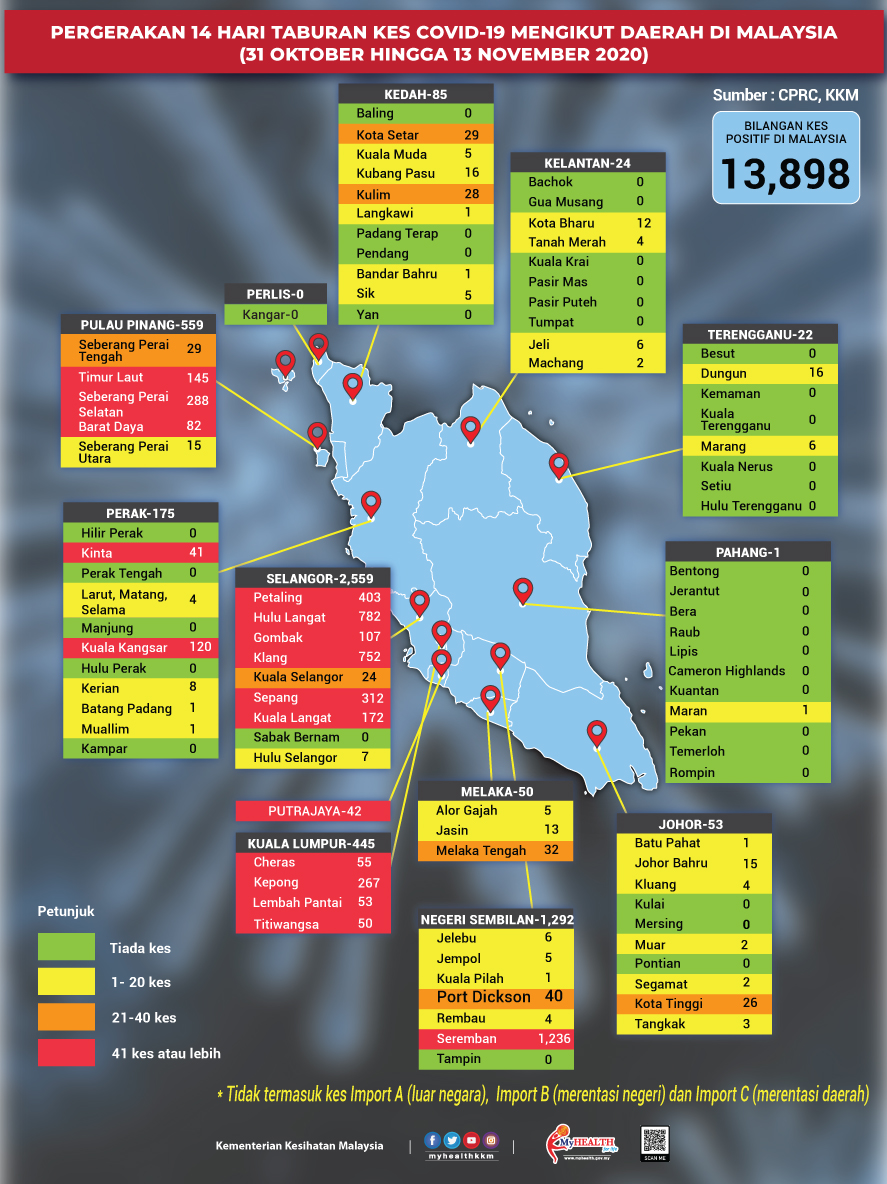 PERGERAKAN 14 HARI TABURAN KES COVID-19 MENGIKUT DAERAH DI MALAYSIA
(31 OKTOBER HINGGA 13 NOVEMBER 2020)
Sumber : CPRC, KKM
BILANGAN KES
POSITIF DI MALAYSIA
13,898
KEDAH-85
Baling 0
Kota Setar 29
Kuala Muda 5
Kubang Pasu 16
Kulim 28
Langkawi 1
Padang Terap 0
Pendang 0
Bandar Bahru 1
Sik 5
Yan 0
KELANTAN-24
Bachok 0
Gua Musang 0
Kota Bharu 12
Tanah Merah 4
Kuala Krai 0
Pasir Mas 0
Pasir Puteh 0
Tumpat 0
Jeli 6
Machang 2
PERLIS-0
Kangar-0
PULAU PINANG-559
Seberang Perai
Tengah 29
Timur Laut 145
Seberang Perai
Selatan 288
Barat Daya 82
Seberang Perai
Utara 15
TERENGGANU-22
Besut 0
Dungun 16
Kemaman 0
Kuala
Terengganu 0
Marang 6
Kuala Nerus 0
Setiu 0
Hulu Terengganu 0
PERAK-175
Hilir Perak 0
Kinta 41
Perak Tengah 0
Larut, Matang,
Selama 4
Manjung 0
Kuala Kangsar 120
Hulu Perak 0
Kerian 8
Batang Padang 1
Muallim 1
Kampar 0
SELANGOR-2,559
Petaling 403
Hulu Langat 782
Gombak 107
Klang 752
Kuala Selangor 24
Sepang 312
Kuala Langat 172
Sabak Bernam 0
Hulu Selangor 7
PAHANG-1
Bentong 0
Jerantut 0
Bera 0
Raub 0
Lipis 0
Cameron Highlands 0
Kuantan 0
Maran 1
Pekan 0
Temerloh 0
Rompin 0
PUTRAJAYA-42
KUALA LUMPUR-445
Cheras 55
Kepong 267
Lembah Pantai 53
Titiwangsa 50
MELAKA-50
Alor Gajah 5
Jasin 13
Melaka Tengah 32
NEGERI SEMBILAN-1,292
Jelebu 6
Jempol 5
Kuala Pilah 1
Port Dickson 40
Rembau 4
Seremban 1,236
Tampin 0
JOHOR-53
Batu Pahat 1
Johor Bahru 15
Kluang 4
Kulai 0
Mersing 0
Muar 2
Pontian 0
Segamat 2
Kota Tinggi 26
Tangkak 3
Petunjuk
Tiada kes
1- 20 kes
21-40 kes
41 kes atau lebih
* Tidak termasuk kes Import A (luar negara), Import B (merentasi negeri) dan Import C (merentasi daerah)
Kementerian Kesihatan Malaysia
myhealthkkm
MyHEALTH
for life
www.myhealth.gov.my
SCAN ME